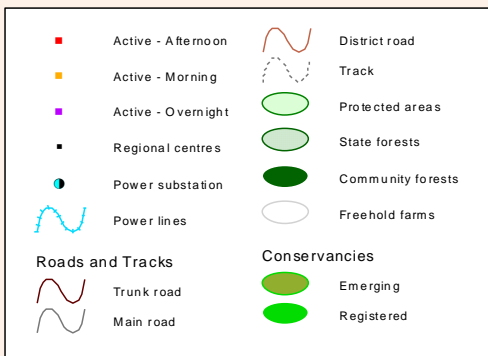 Active - Afternoon
Active - Morning
Active - Overnight
Regional centres
Power substation
Power lines
Roads and Tracks
Trunk road
Main road
District road
Track
Protected areas
State forests
Community forests
Freehold farms
Conservancies
Emerging
Registered